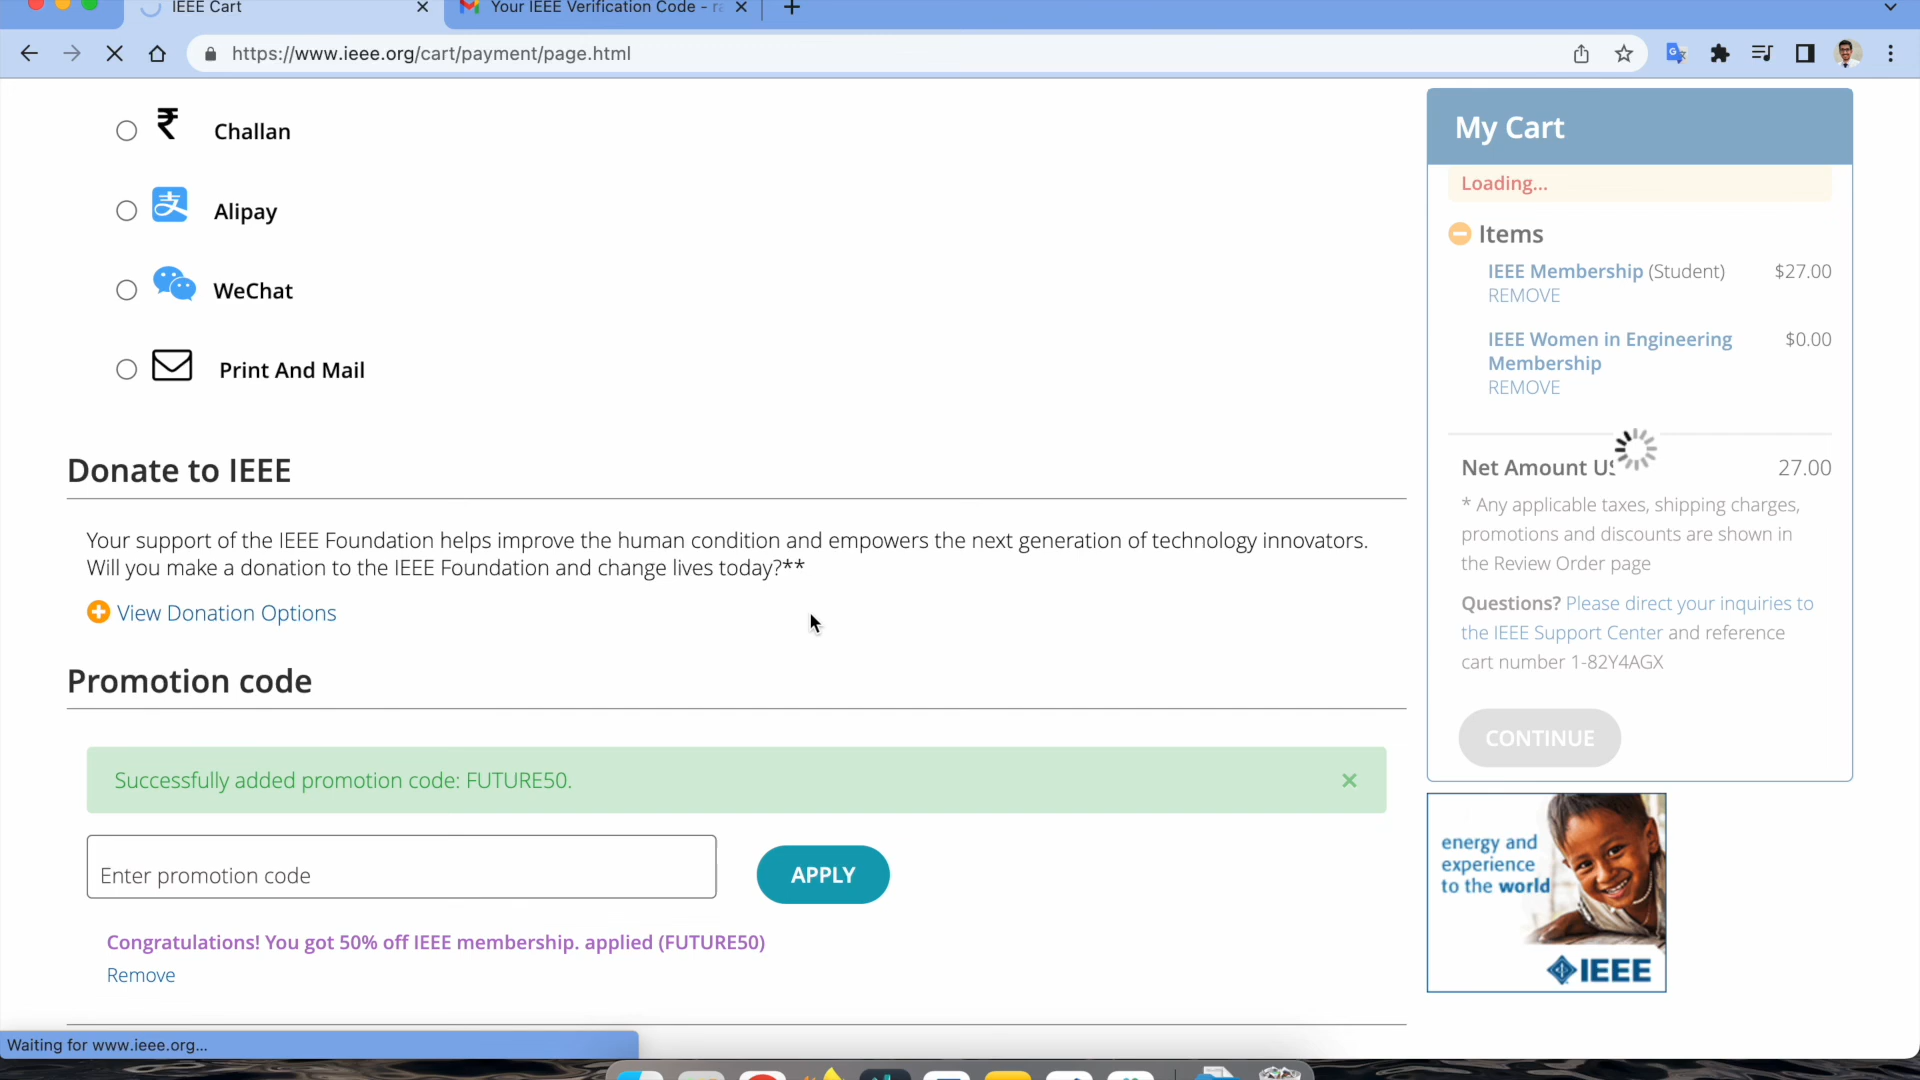 IEEE Cart
Your IEEE Verification Code - ra
https://www.ieee.org/cart/payment/page.html
₹ Challan
支 Alipay
WeChat
Print And Mail
Donate to IEEE
Your support of the IEEE Foundation helps improve the human condition and empowers the next generation of technology innovators.
Will you make a donation to the IEEE Foundation and change lives today?**
View Donation Options
Promotion code
Successfully added promotion code: FUTURE50.
Enter promotion code
APPLY
Congratulations! You got 50% off IEEE membership. applied (FUTURE50)
Remove
Waiting for www.ieee.org...
My Cart
Loading...
Items
IEEE Membership (Student) $27.00
REMOVE
IEEE Women in Engineering $0.00
Membership
REMOVE
Net Amount US 27.00
* Any applicable taxes, shipping charges,
promotions and discounts are shown in
the Review Order page
Questions? Please direct your inquiries to
the IEEE Support Center and reference
cart number 1-82Y4AGX
CONTINUE
energy and
experience
to the world
IEEE